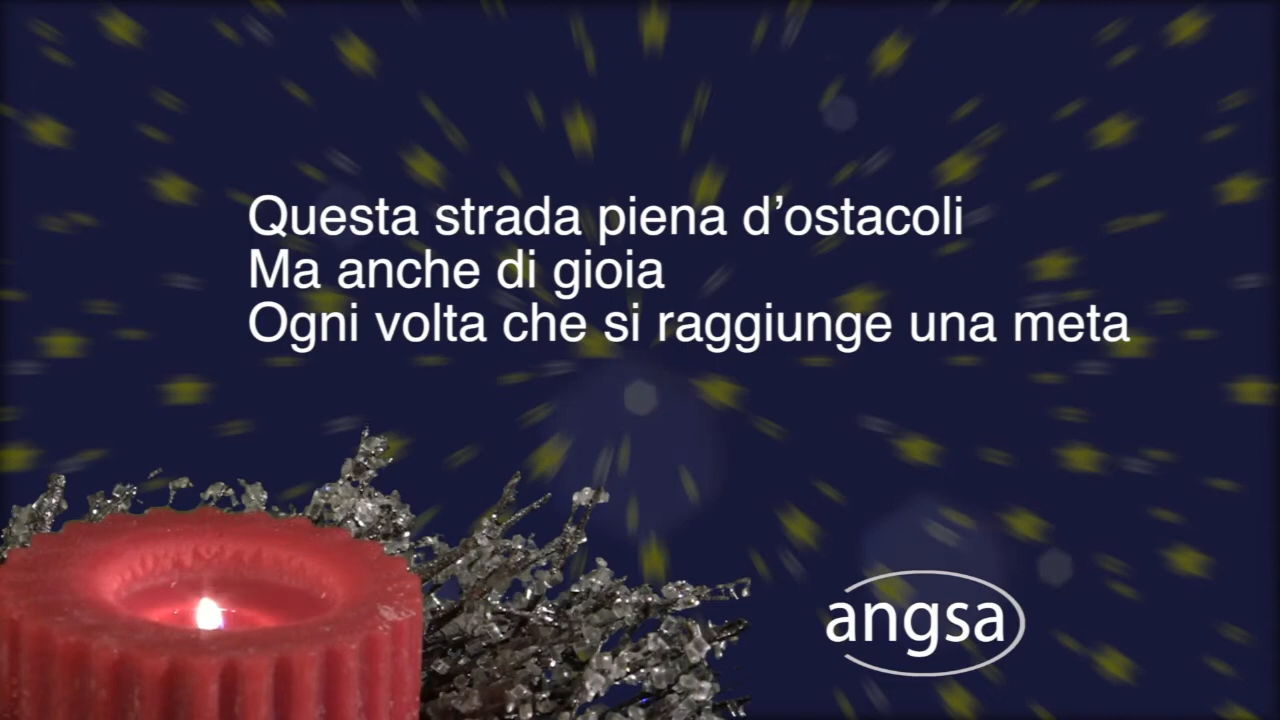 Questa strada piena d’ostacoli
Ma anche di gioia
Ogni volta che si raggiunge una meta
angsa